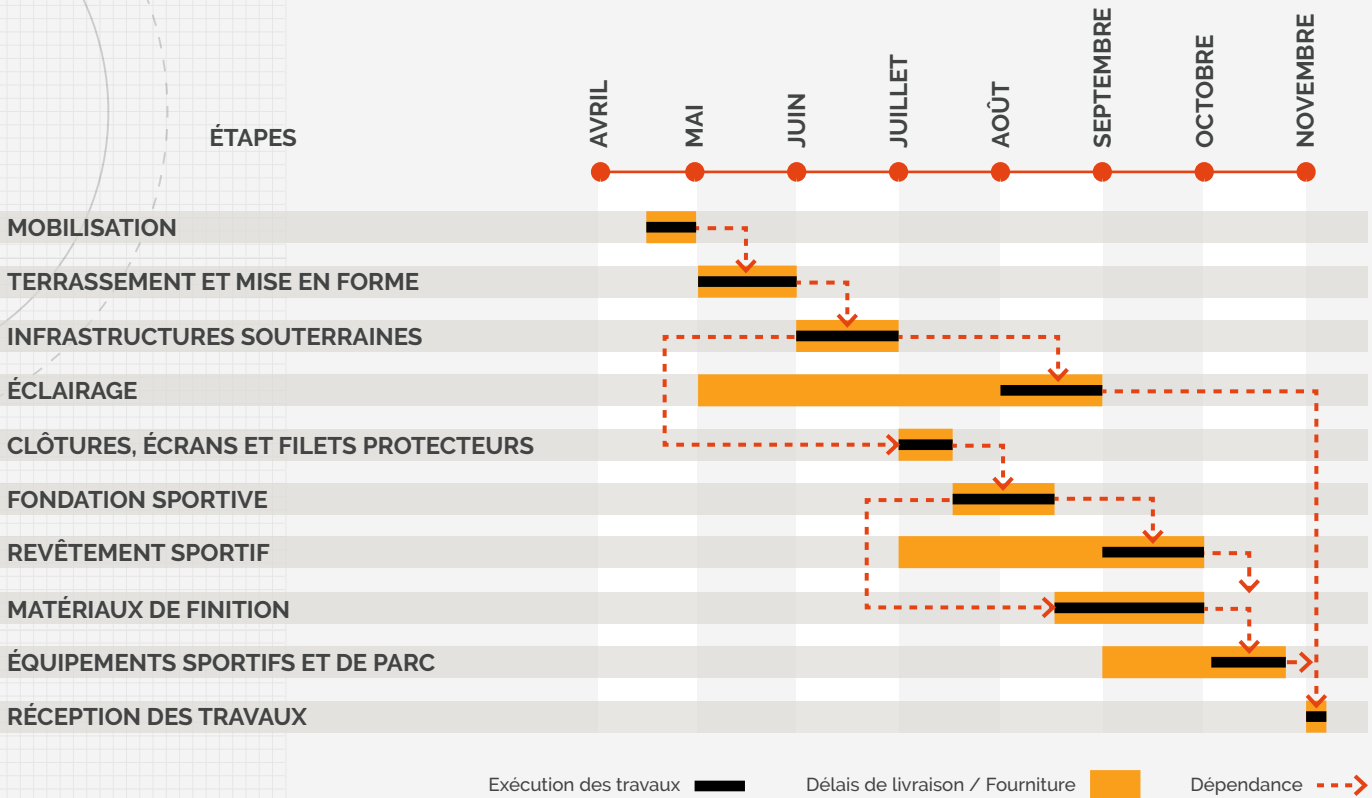 AVRIL
MAI
JUIN
JUILLET
AOÛT
SEPTEMBRE
OCTOBRE
NOVEMBRE
ÉTAPES
MOBILISATION
TERRASSEMENT ET MISE EN FORME
INFRASTRUCTURES SOUTERRAINES
ÉCLAIRAGE
CLÔTURES, ÉCRANS ET FILETS PROTECTEURS
FONDATION SPORTIVE
REVÊTEMENT SPORTIF
MATÉRIAUX DE FINITION
ÉQUIPEMENTS SPORTIFS ET DE PARC
RÉCEPTION DES TRAVAUX
Exécution des travaux
Délais de livraison / Fourniture
Dépendance